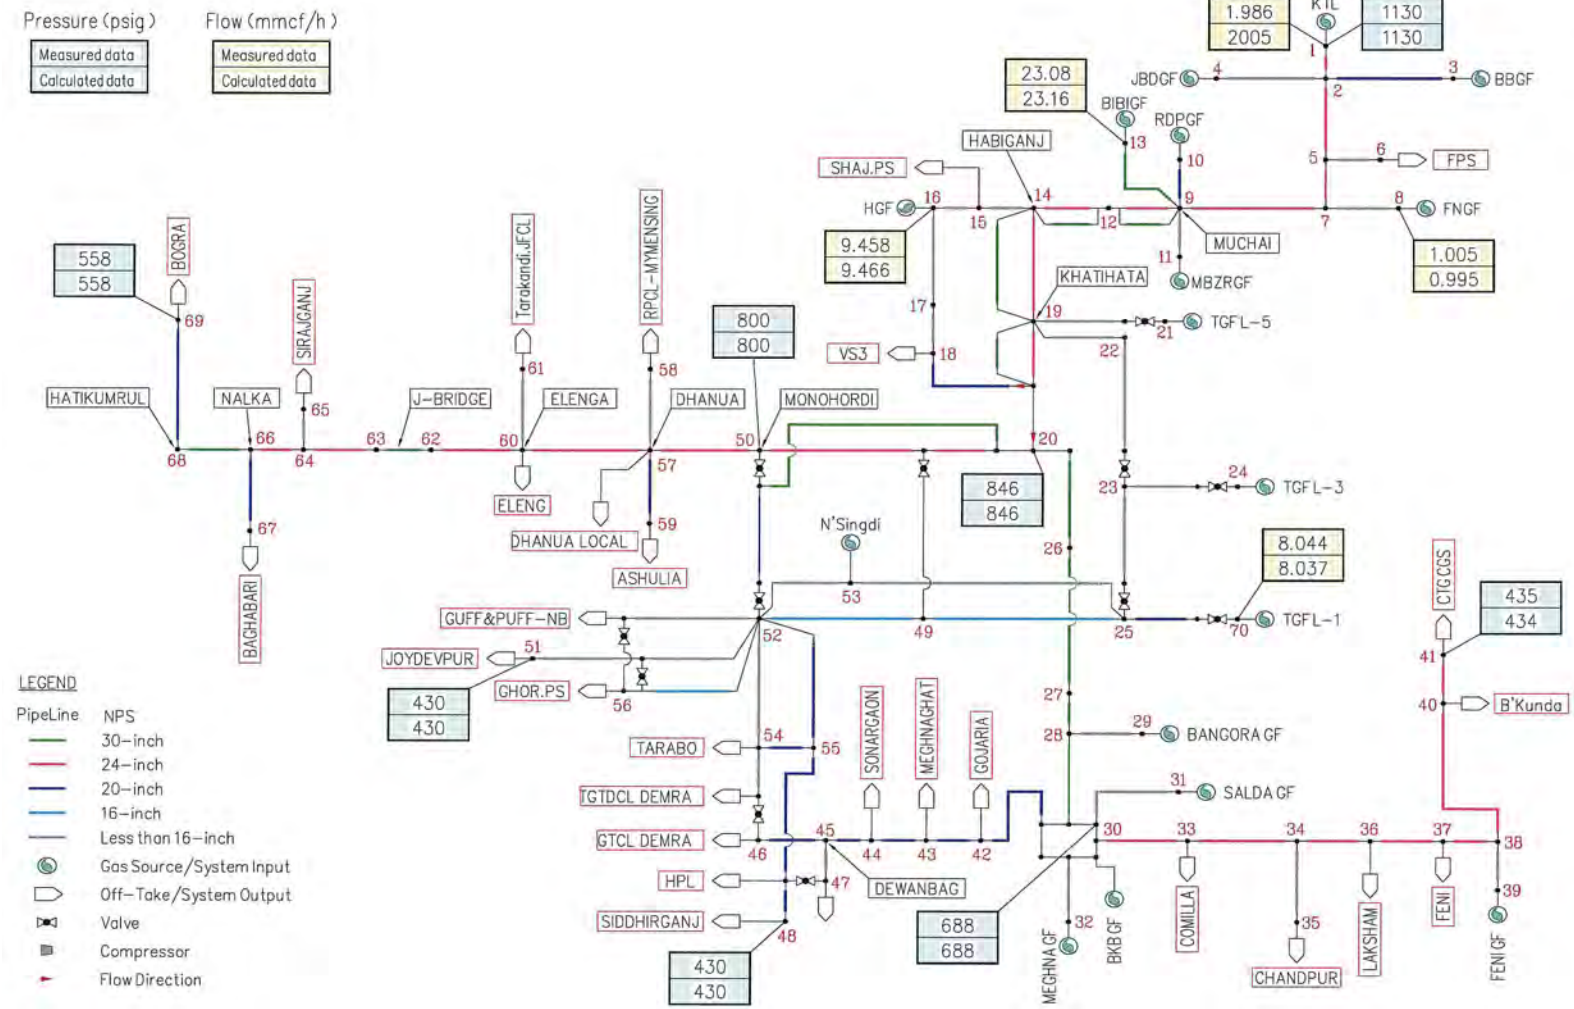 Pressure (psig)
Flow (mmcf/h)
Measured data
Calculated data
Measured data
Calculated data
1.986
2005
KTL
1130
1130
1
JBDGF
4
2
3
BBGF
23.08
23.16
BIBIGF
13
RDPGF
10
HABIGANJ
5
6
FPS
SHAJ.PS
HGF
16
15
14
12
9
7
8
FNGF
MUCHAI
9.458
9.466
11
MBZRGF
1.005
0.995
KHATIHATA
17
19
21
TGFL-5
22
VS3
18
558
558
BOGRA
69
SIRAJGANJ
65
Tarakandi.JFCL
61
RPCL-MYMENSING
58
800
800
HATIKUMRUL
NALKA
J-BRIDGE
ELENGA
DHANUA
MONOHORDI
68
66
64
63
62
60
57
50
20
67
BAGHABARI
ELENG
DHANUA LOCAL
59
ASHULIA
846
846
23
24
TGFL-3
N'Singdi
53
26
8.044
8.037
GUFF&PUFF-NB
52
49
25
70
TGFL-1
JOYDEVPUR
51
GHOR.PS
56
430
430
CTGCGS
435
434
41
40
B'Kunda
27
28
29
BANGORA GF
TARABO
54
55
SONARGAON
MEGHNAGHAT
GOJARIA
31
SALDA GF
TGTDCL DEMRA
GTCL DEMRA
46
45
44
43
42
30
33
34
36
37
38
HPL
47
DEWANBAG
SIDDHIRGANJ
48
430
430
688
688
32
MEGHNA GF
BKB GF
COMILLA
35
CHANDPUR
LAKSHAM
FENI
39
FENI GF
LEGEND
PipeLine NPS
30-inch
24-inch
20-inch
16-inch
Less than 16-inch
Gas Source/System Input
Off-Take/System Output
Valve
Compressor
Flow Direction